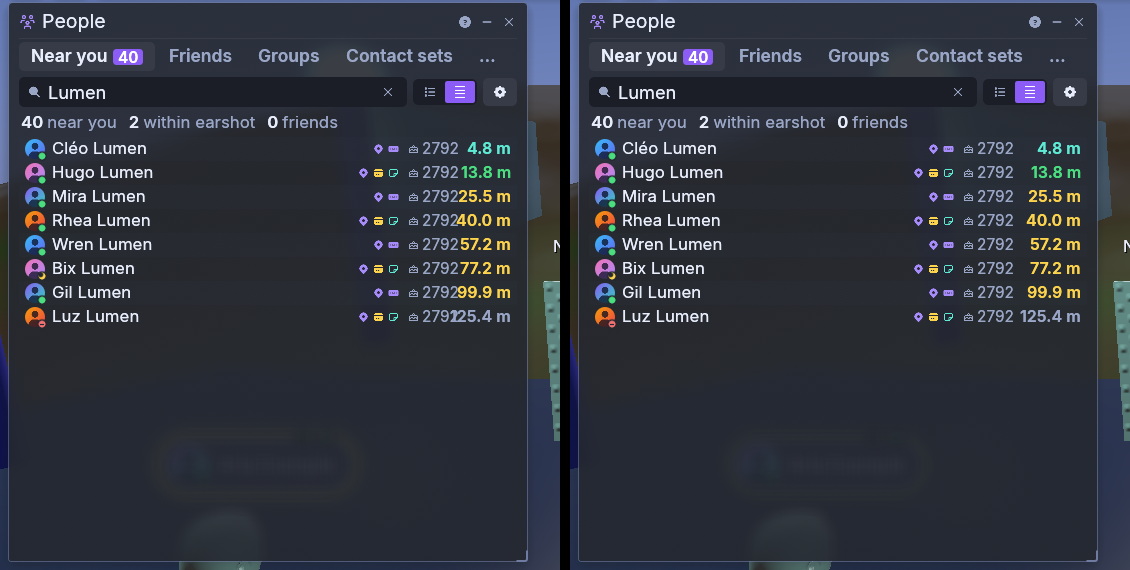 People
Near you 40 Friends Groups Contact sets ...
Lumen
40 near you 2 within earshot 0 friends
Cléo Lumen 2792 4.8 m
Hugo Lumen 2792 13.8 m
Mira Lumen 2792 25.5 m
Rhea Lumen 2792 40.0 m
Wren Lumen 2792 57.2 m
Bix Lumen 2792 77.2 m
Gil Lumen 2792 99.9 m
Luz Lumen 2792 125.4 m
People
Near you 40 Friends Groups Contact sets ...
Lumen
40 near you 2 within earshot 0 friends
Cléo Lumen 2792 4.8 m
Hugo Lumen 2792 13.8 m
Mira Lumen 2792 25.5 m
Rhea Lumen 2792 40.0 m
Wren Lumen 2792 57.2 m
Bix Lumen 2792 77.2 m
Gil Lumen 2792 99.9 m
Luz Lumen 2792 125.4 m